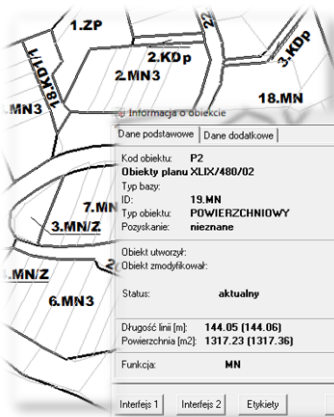 1.ZP
2.KDp
2.MN3
3.KDp
18.KD1/1
18.MN
.MN3
7.MN
3.MN/Z
.MN/Z
6.MN3
Informacja o obiekcie
Dane podstawowe Dane dodatkowe
Kod obiektu: P2
Obiekty planu XLIX/480/02
Typ bazy:
ID: 19.MN
Typ obiektu: POWIERZCHNIOWY
Pozyskanie: nieznane
Obiekt utworzył:
Obiekt zmodyfikował:
Status: aktualny
Długość linii [m]: 144.05 (144.06)
Powierzchnia [m2]: 1317.23 (1317.36)
Funkcja: MN
Interfejs 1 Interfejs 2 Etykiety